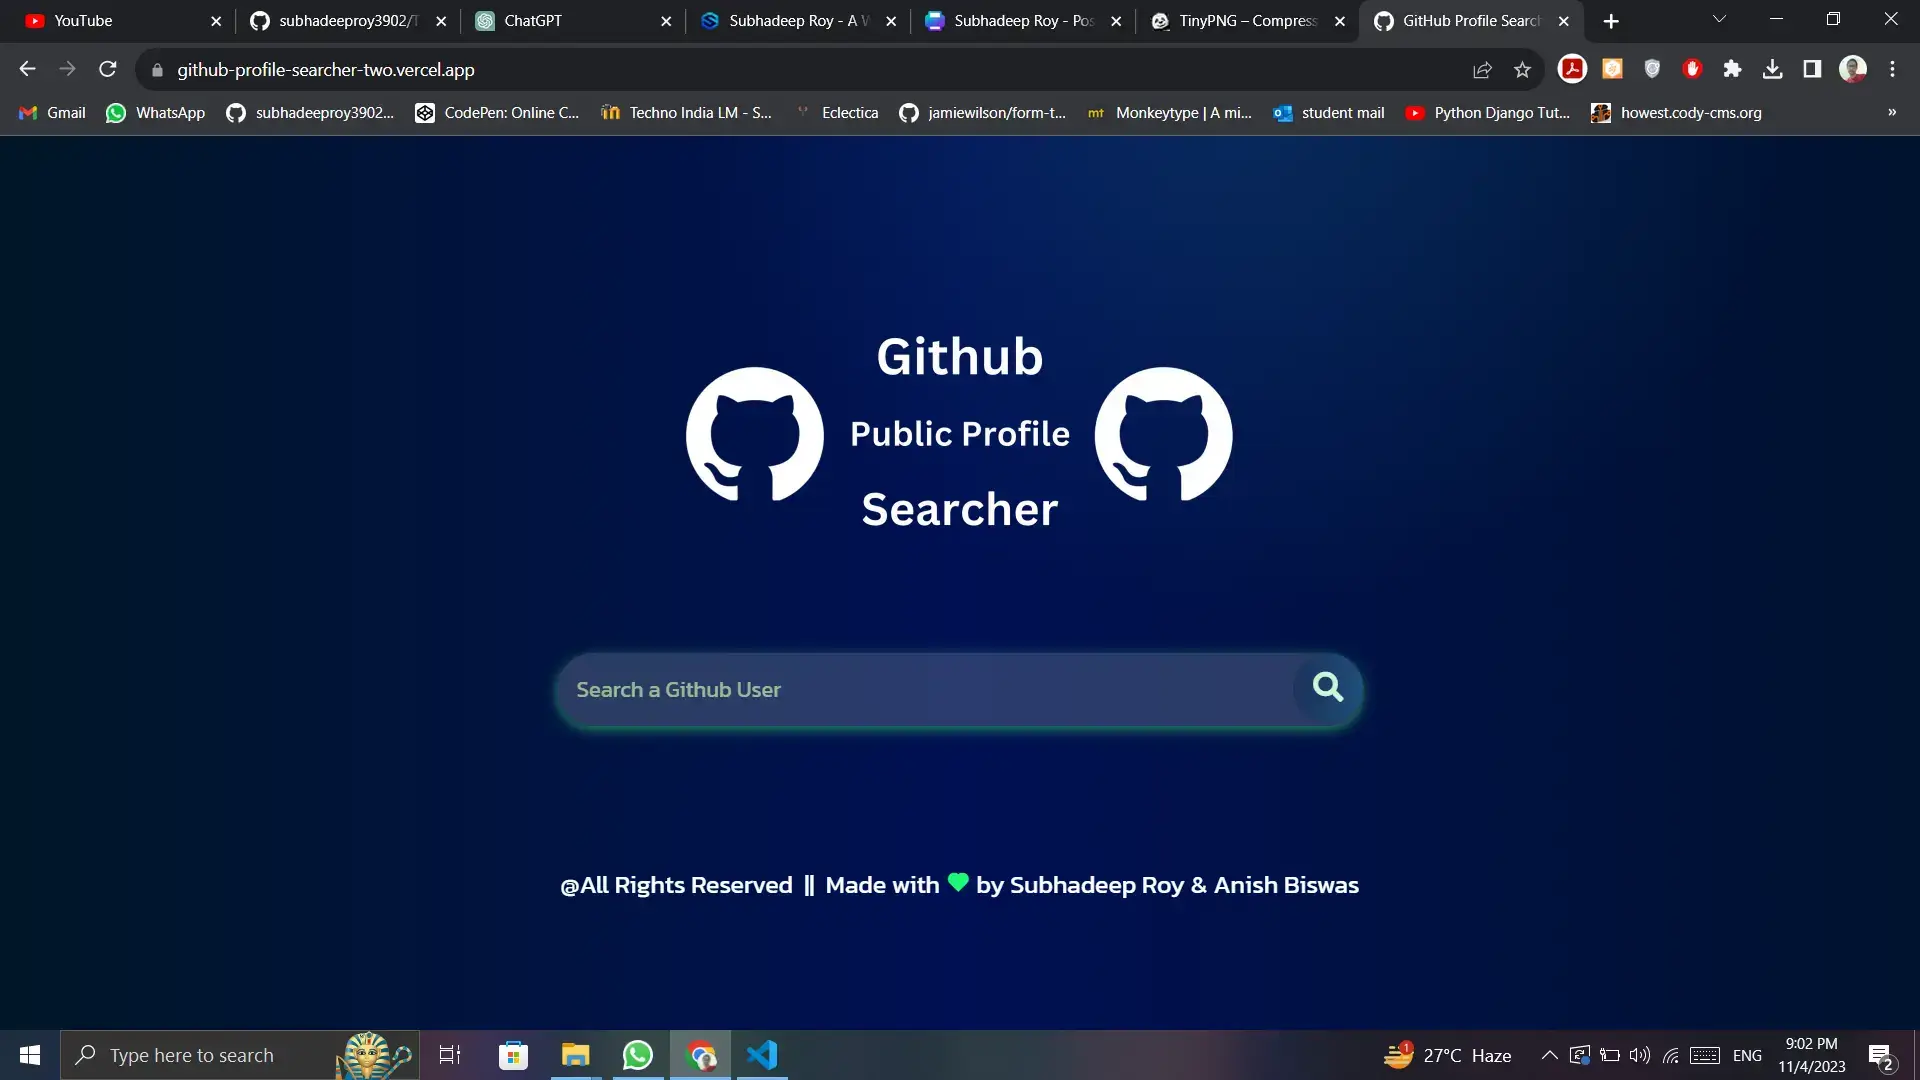 YouTube
subhadeeproy3902/
ChatGPT
Subhadeep Roy - A
Subhadeep Roy - Pos
TinyPNG – Compress
GitHub Profile Search
github-profile-searcher-two.vercel.app
Gmail
WhatsApp
subhadeeproy3902...
CodePen: Online C...
Techno India LM - S...
Eclectica
jamiewilson/form-t...
mt
Monkeytype | A mi...
student mail
Python Django Tut...
howest.cody-cms.org
»
Github
Public Profile
Searcher
Search a Github User
@All Rights Reserved || Made with 💚 by Subhadeep Roy & Anish Biswas
Type here to search
1
27°C Haze
ENG
9:02 PM
11/4/2023
2